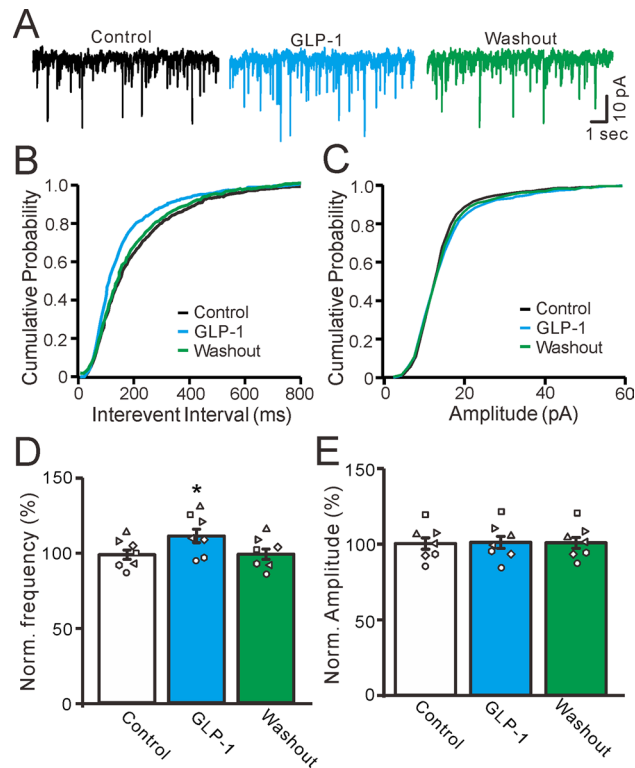 A
Control
GLP-1
Washout
10 pA
1 sec
B
Cumulative Probability
1.0
0.8
0.6
0.4
0.2
0
Control
GLP-1
Washout
0
200
400
600
800
Interevent Interval (ms)
C
Cumulative Probability
1.0
0.8
0.6
0.4
0.2
0
Control
GLP-1
Washout
0
20
40
60
Amplitude (pA)
D
Norm. frequency (%)
150
100
50
0
*
Control
GLP-1
Washout
E
Norm. Amplitude (%)
150
100
50
0
Control
GLP-1
Washout